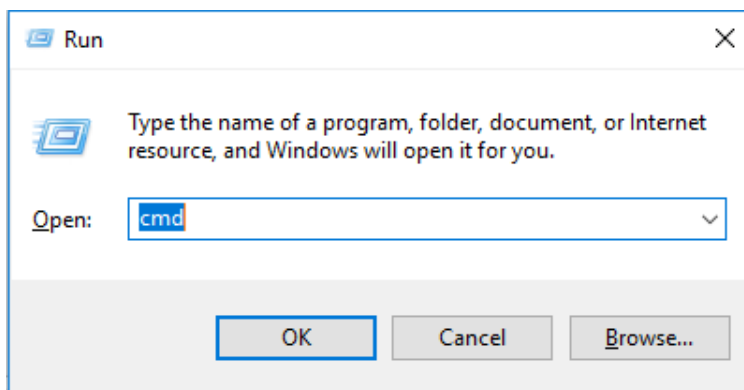 Run
Type the name of a program, folder, document, or Internet
resource, and Windows will open it for you.
Open: cmd
OK Cancel Browse...